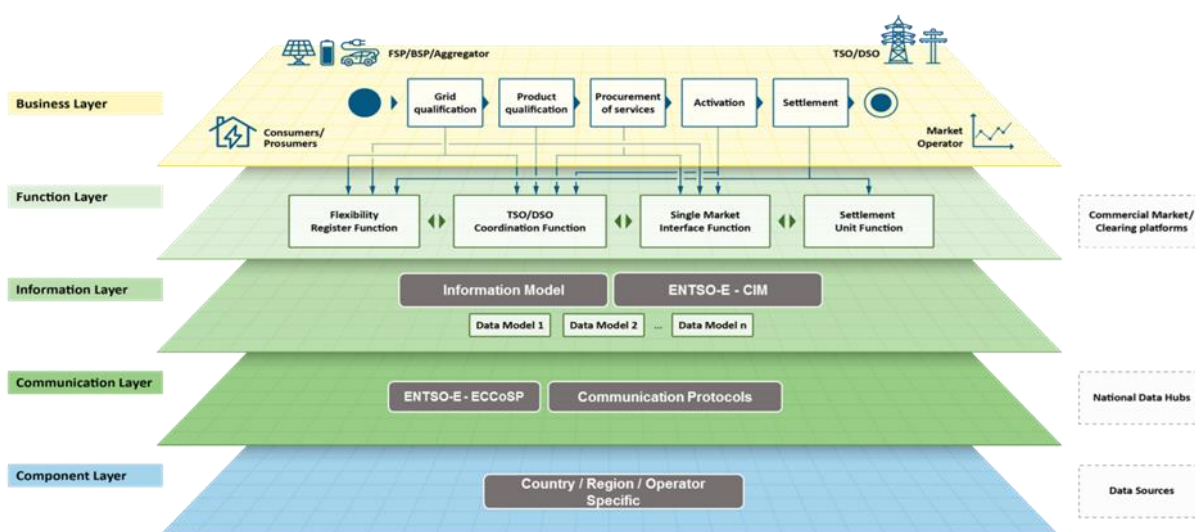 FSP/BSP/Aggregator
TSO/DSO
Business Layer
Grid
qualification
Product
qualification
Procurement
of services
Activation
Settlement
Consumers/
Prosumers
Market
Operator
Function Layer
Flexibility
Register Function
TSO/DSO
Coordination Function
Single Market
Interface Function
Settlement
Unit Function
Commercial Market/
Clearing platforms
Information Layer
Information Model
ENTSO-E - CIM
Data Model 1
Data Model 2
...
Data Model n
Communication Layer
ENTSO-E - ECCoSP
Communication Protocols
National Data Hubs
Component Layer
Country / Region / Operator
Specific
Data Sources